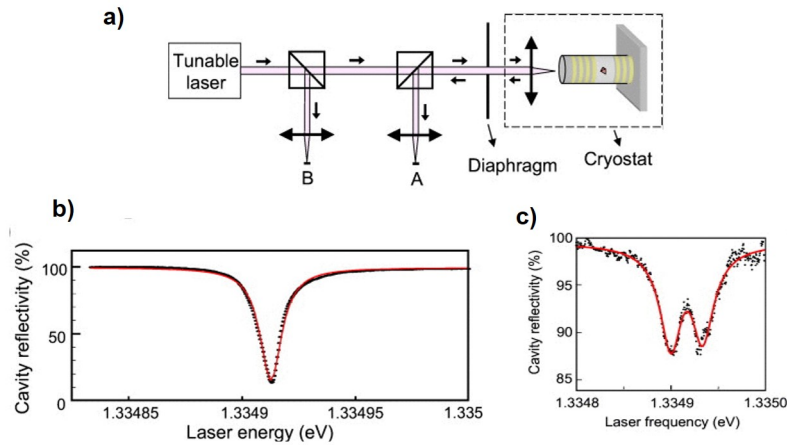 a)
Tunable
laser
B
A
Diaphragm
Cryostat
b)
Cavity reflectivity (%)
100
50
0
1.33485
1.3349
1.33495
1.335
Laser energy (eV)
c)
Cavity reflectivity (%)
100
95
90
85
1.3348
1.3349
1.3350
Laser frequency (eV)